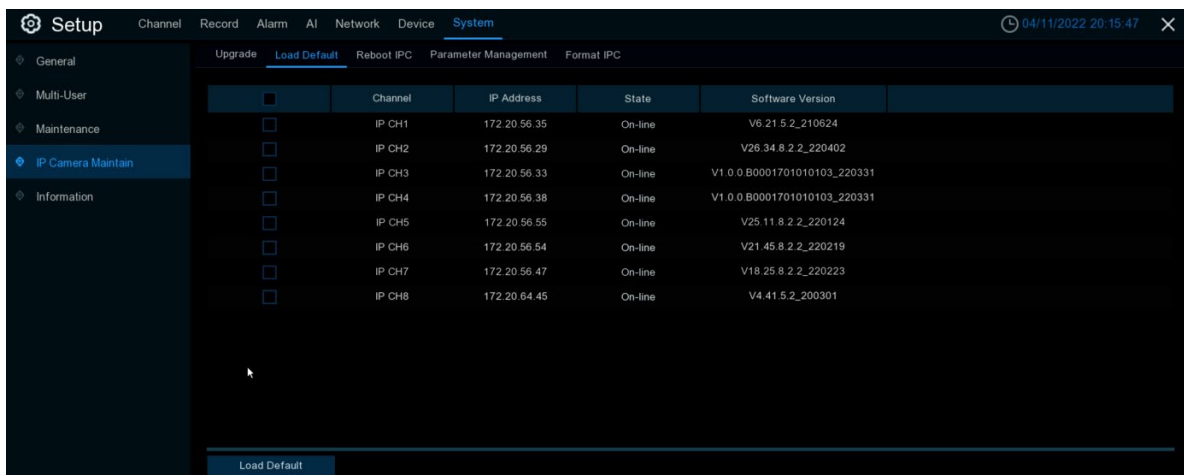 Setup Channel Record Alarm AI Network Device System 04/11/2022 20:15:47
General
Multi-User
Maintenance
IP Camera Maintain
Information
Upgrade Load Default Reboot IPC Parameter Management Format IPC
Channel IP Address State Software Version
IP CH1 172.20.56.35 On-line V6.21.5.2_210624
IP CH2 172.20.56.29 On-line V26.34.8.2.2_220402
IP CH3 172.20.56.33 On-line V1.0.0.B0001701010103_220331
IP CH4 172.20.56.38 On-line V1.0.0.B0001701010103_220331
IP CH5 172.20.56.55 On-line V25.11.8.2.2_220124
IP CH6 172.20.56.54 On-line V21.45.8.2.2_220219
IP CH7 172.20.56.47 On-line V18.25.8.2.2_220223
IP CH8 172.20.64.45 On-line V4.41.5.2_200301
Load Default